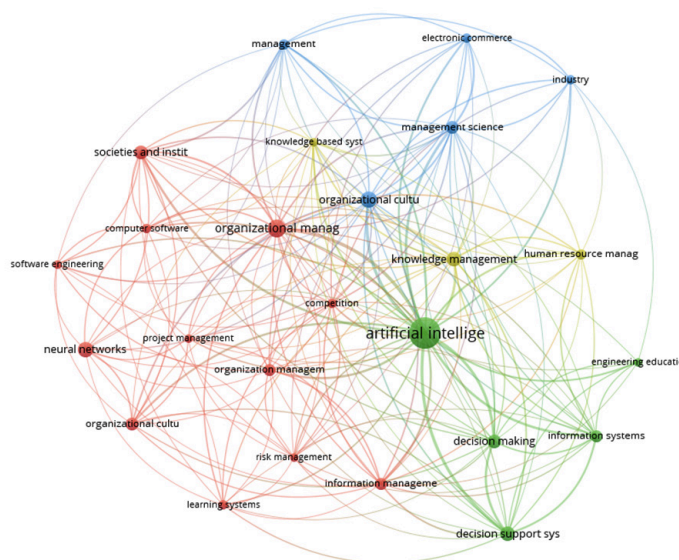 electronic commerce
management
industry
management science
knowledge based syst
societies and instit
organizational cultu
computer software
organizational manag
human resource manag
knowledge management
software engineering
competition
artificial intellige
project management
neural networks
engineering educatio
organization managem
organizational cultu
information systems
decision making
risk management
information manageme
learning systems
decision support sys